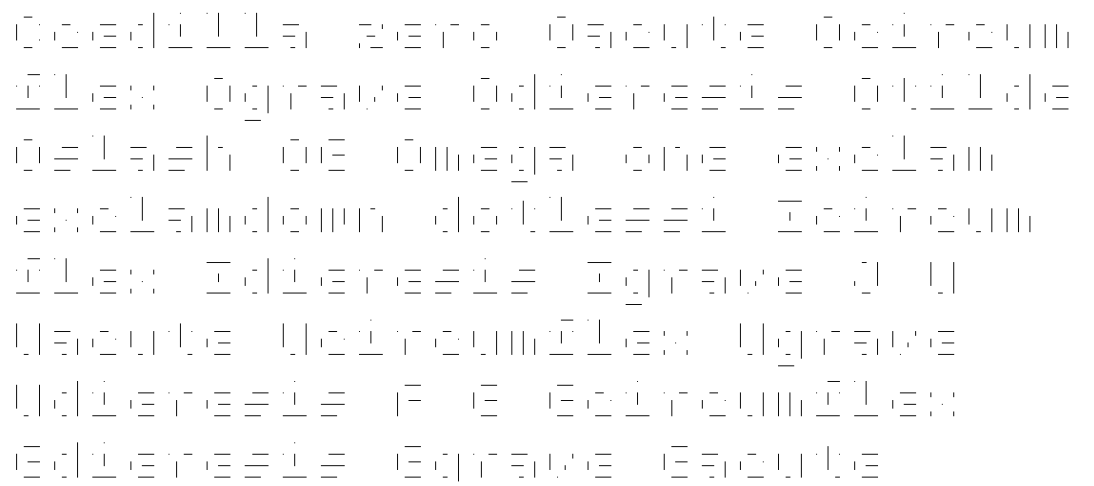 Ccedilla zero Oacute Ocircum
flex Ograve Odieresis Otilde
Oslash OE Omega one exclam
exclamdown dotlessi Icircum
flex Idieresis Igrave J U
Uacute Ucircumflex Ugrave
Udieresis F E Ecircumflex
Edieresis Egrave Eacute